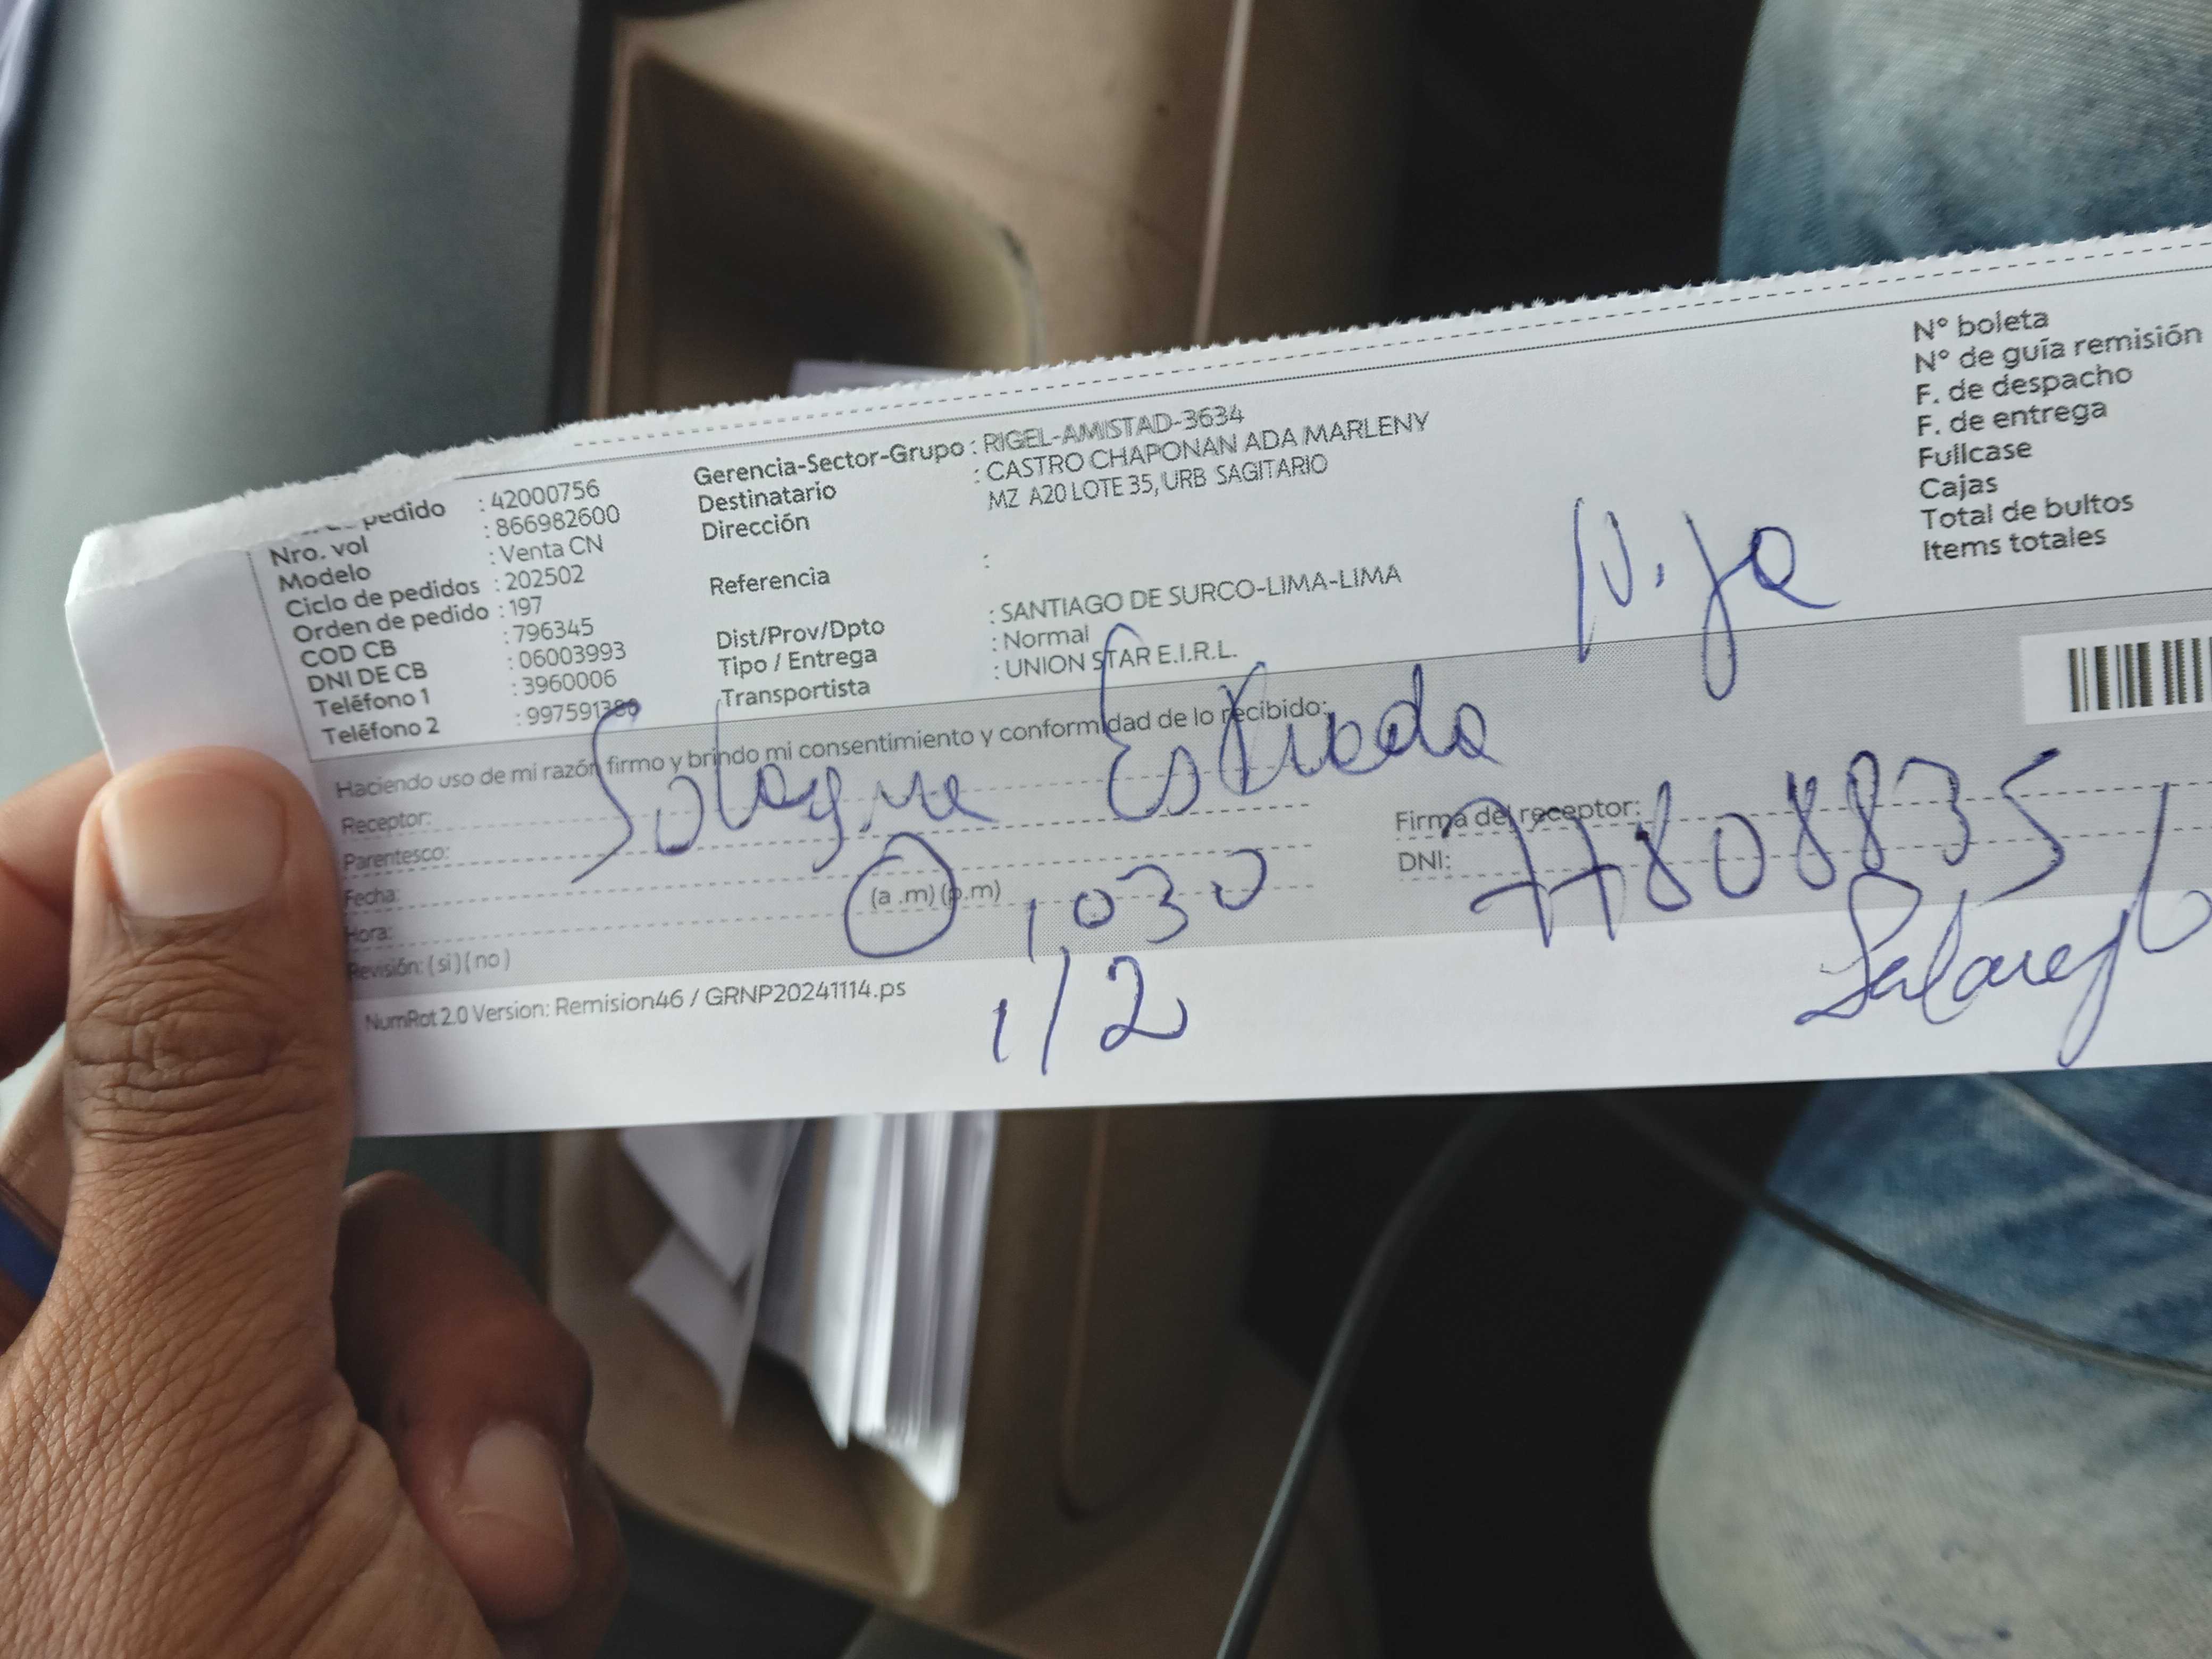 pedido : 42000756
Nro. vol : 866982600
Modelo : Venta CN
Ciclo de pedidos : 202502
Orden de pedido : 197
COD CB : 796345
DNI DE CB : 06003993
Teléfono 1 : 3960006
Teléfono 2 : 997591380
Gerencia-Sector-Grupo : RIGEL-AMISTAD-3634
Destinatario : CASTRO CHAPONAN ADA MARLENY
Dirección MZ A20 LOTE 35, URB SAGITARIO
Referencia :
Dist/Prov/Dpto : SANTIAGO DE SURCO-LIMA-LIMA
Tipo / Entrega : Normal
Transportista : UNION STAR E.I.R.L.
N° boleta
N° de guía remisión
F. de despacho
F. de entrega
Fullcase
Cajas
Total de bultos
Items totales
Haciendo uso de mi razón firmo y brindo mi consentimiento y conformidad de lo recibido:
Receptor: Estrada
Parentesco:
Fecha:
Hora: (a .m) (p.m) 1030
Revisión: (si) (no)
Firma del receptor:
DNI: 77808835
1/2
NumRot 2.0 Version: Remision46 / GRNP20241114.ps